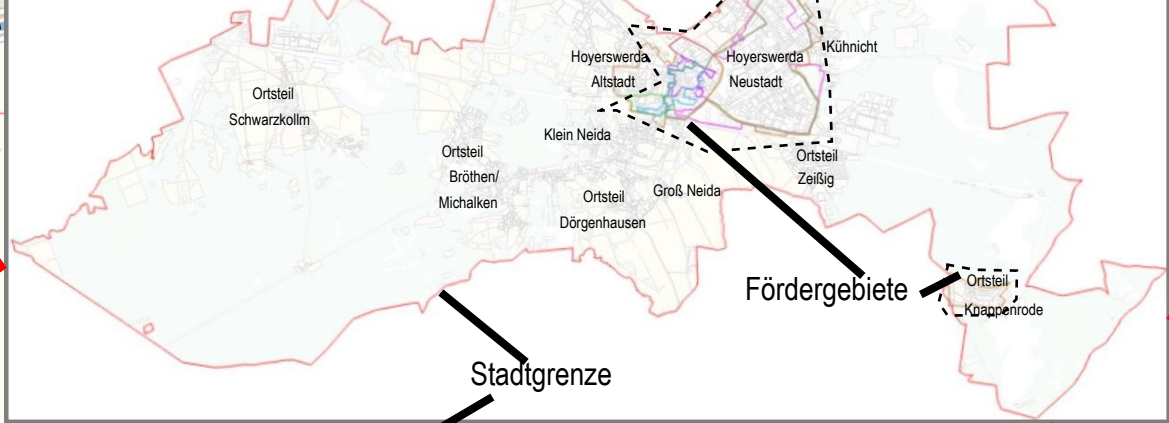 Kühnicht
Hoyerswerda
Altstadt
Hoyerswerda
Neustadt
Ortsteil
Schwarzkollm
Klein Neida
Ortsteil
Bröthen/
Michalken
Ortsteil
Zeißig
Groß Neida
Ortsteil
Dörgenhausen
Fördergebiete
Ortsteil
Knappenrode
Stadtgrenze